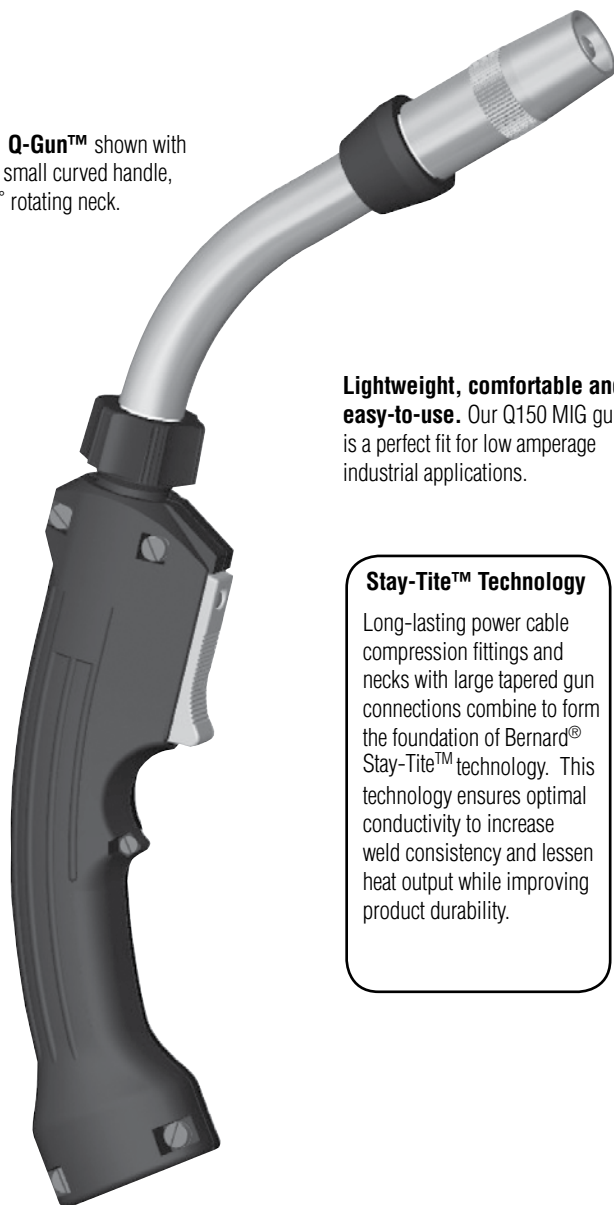 Q-Gun™ shown with
small curved handle,
° rotating neck.
Lightweight, comfortable and
easy-to-use. Our Q150 MIG gu
is a perfect fit for low amperage
industrial applications.
Stay-Tite™ Technology
Long-lasting power cable
compression fittings and
necks with large tapered gun
connections combine to form
the foundation of Bernard®
Stay-Tite™ technology. This
technology ensures optimal
conductivity to increase
weld consistency and lessen
heat output while improving
product durability.